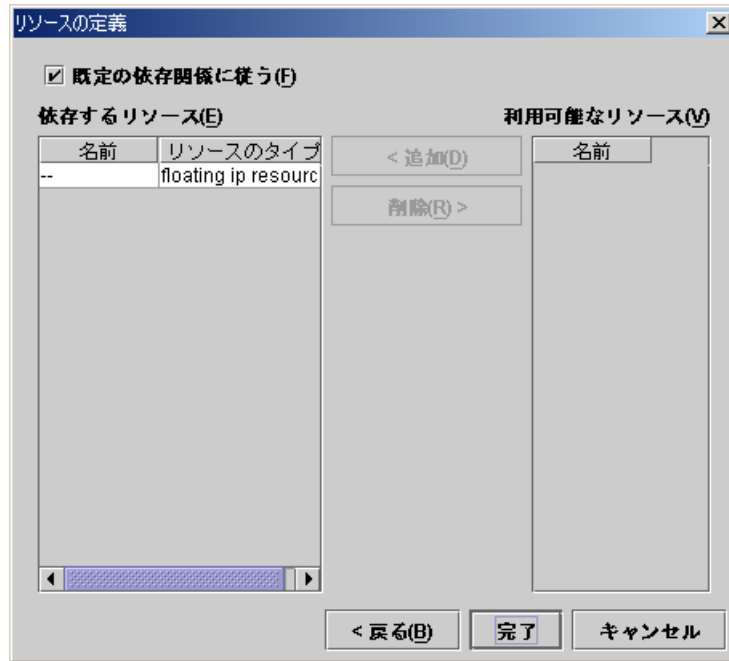 リソースの定義
既定の依存関係に従う(F)
依存するリソース(E)
利用可能なリソース(V)
名前 リソースのタイプ
-- floating ip resourc
< 追加(D)
削除(R) >
名前
< 戻る(B) 完了 キャンセル